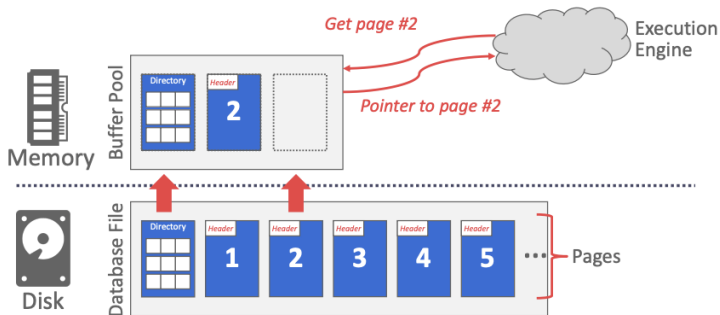 Get page #2
Execution
Engine
Pointer to page #2
Memory
Buffer Pool
Directory
Header
2
Disk
Database File
Directory
Header
1
Header
2
Header
3
Header
4
Header
5
Pages